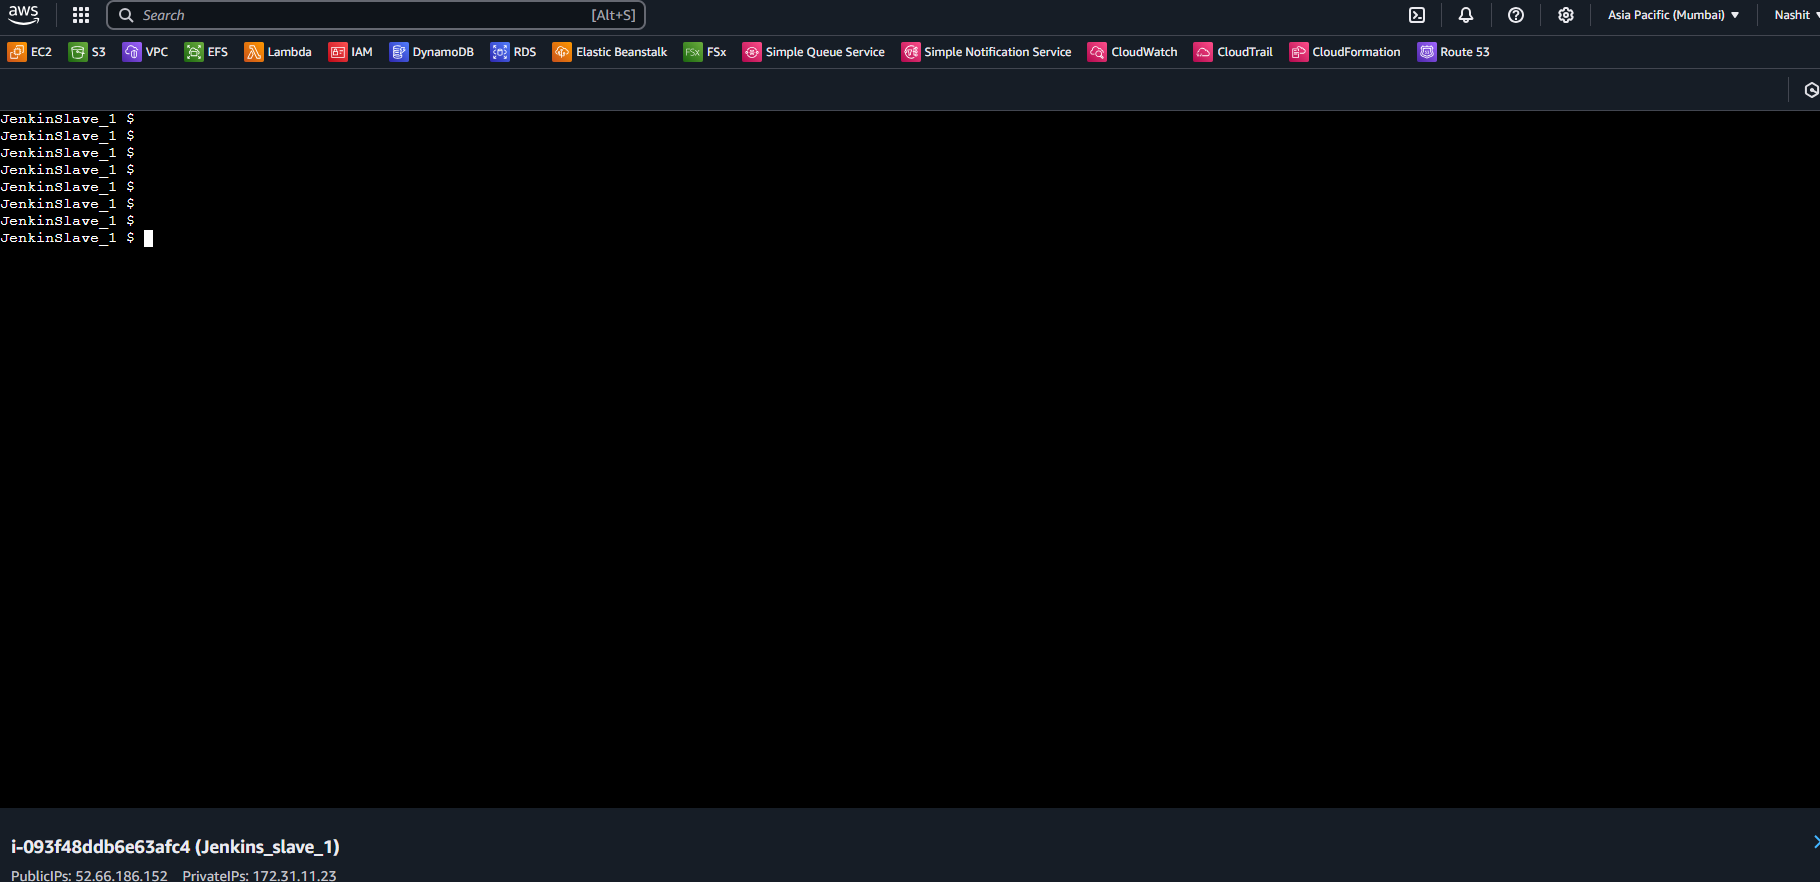 aws Search [Alt+S] Asia Pacific (Mumbai) Nashit
EC2 S3 VPC EFS Lambda IAM DynamoDB RDS Elastic Beanstalk FSx FSx Simple Queue Service Simple Notification Service CloudWatch CloudTrail CloudFormation Route 53
JenkinSlave_1 $
JenkinSlave_1 $
JenkinSlave_1 $
JenkinSlave_1 $
JenkinSlave_1 $
JenkinSlave_1 $
JenkinSlave_1 $
JenkinSlave_1 $
i-093f48ddb6e63afc4 (Jenkins_slave_1)
PublicIPs: 52.66.186.152 PrivateIPs: 172.31.11.23